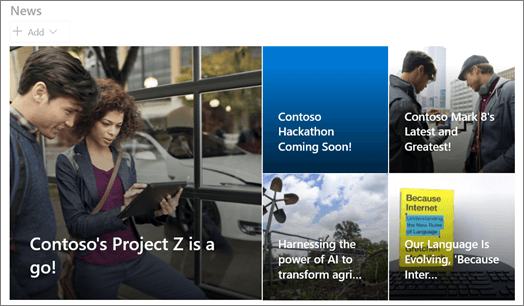 News
+ Add
Contoso's Project Z is a
go!
Contoso
Hackathon
Coming Soon!
Contoso Mark 8's
Latest and
Greatest!
Harnessing the
power of AI to
transform agri...
Because
Internet
Understanding
the New Rules
of Language
Our Language Is
Evolving, 'Because
Inter...